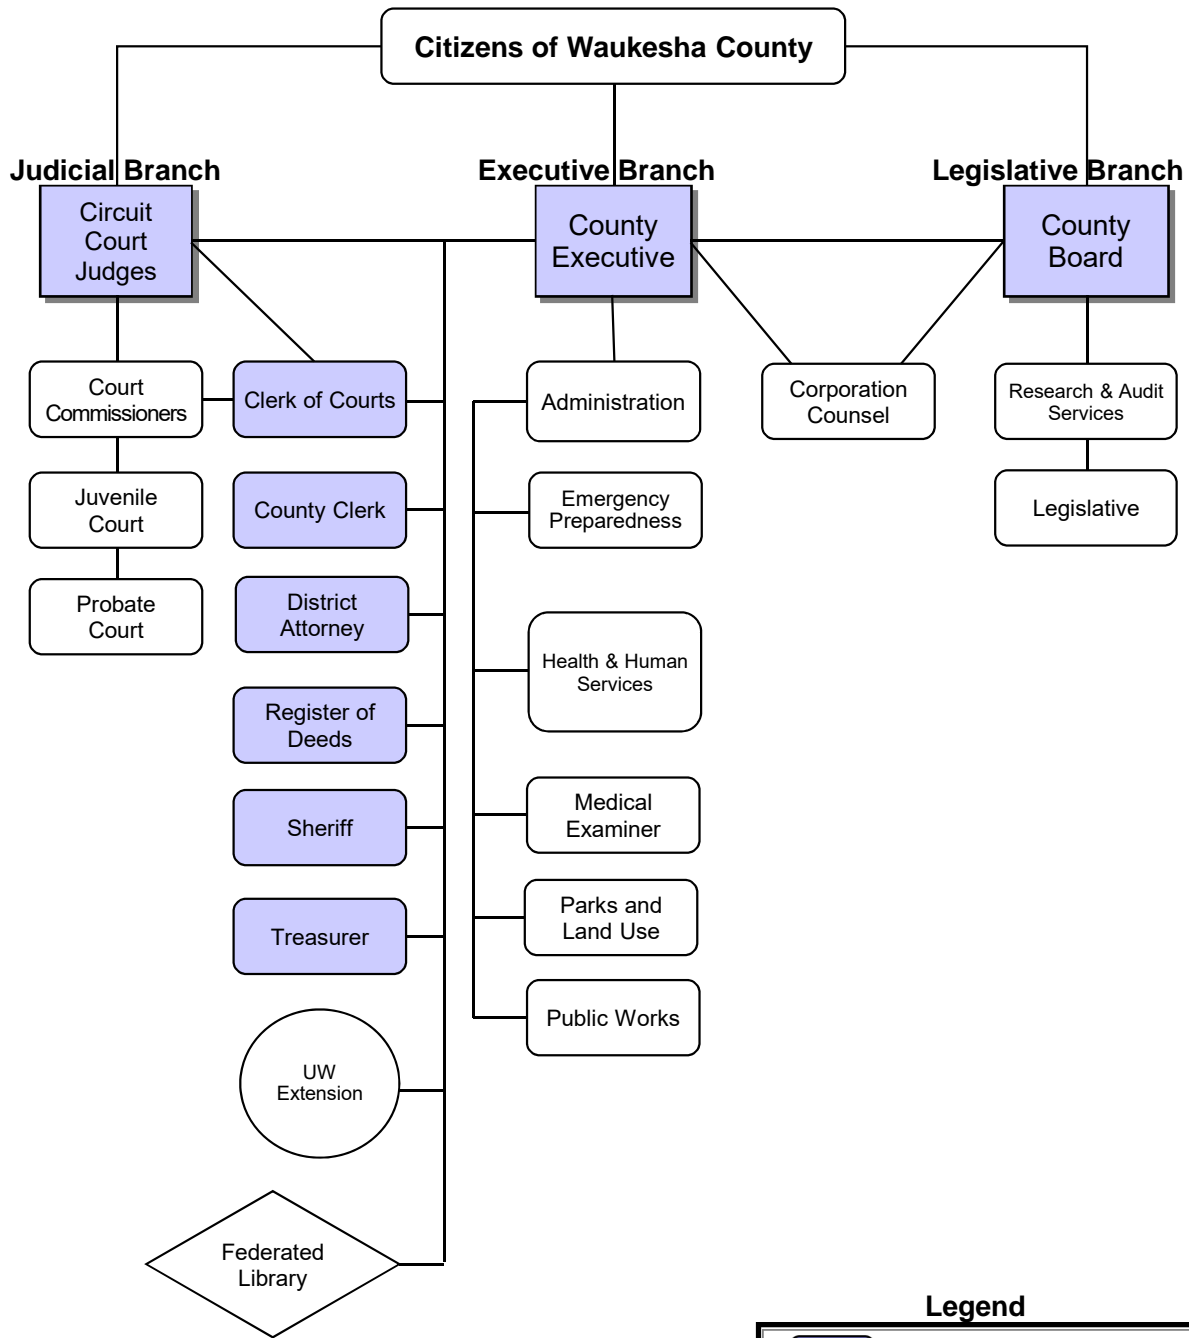 Citizens of Waukesha County
Judicial Branch
Executive Branch
Legislative Branch
Circuit
Court
Judges
County
Executive
County
Board
Court
Commissioners
Clerk of Courts
Administration
Corporation
Counsel
Research & Audit
Services
Juvenile
Court
County Clerk
Emergency
Preparedness
Legislative
Probate
Court
District
Attorney
Health & Human
Services
Register of
Deeds
Sheriff
Medical
Examiner
Treasurer
Parks and
Land Use
Public Works
UW
Extension
Federated
Library
Legend